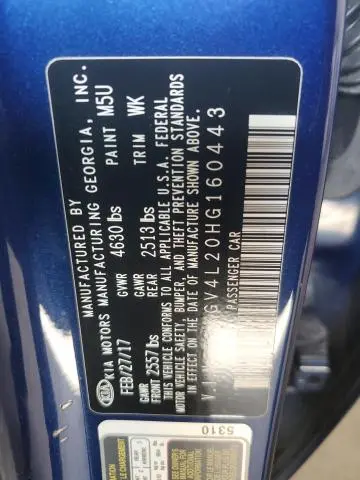 MANUFACTURED BY
KIA KIA MOTORS MANUFACTURING GEORGIA, INC.
FEB/27/17 GVWR 4630 lbs PAINT M5U
GAWR FRONT 2557 lbs GAWR REAR 2513 lbs TRIM WK
THIS VEHICLE CONFORMS TO ALL APPLICABLE U.S.A. FEDERAL
MOTOR VEHICLE SAFETY, BUMPER, AND THEFT PREVENTION STANDARDS
IN EFFECT ON THE DATE OF MANUFACTURE SHOWN ABOVE.
GV4L20HG160443
PASSENGER CAR
5310